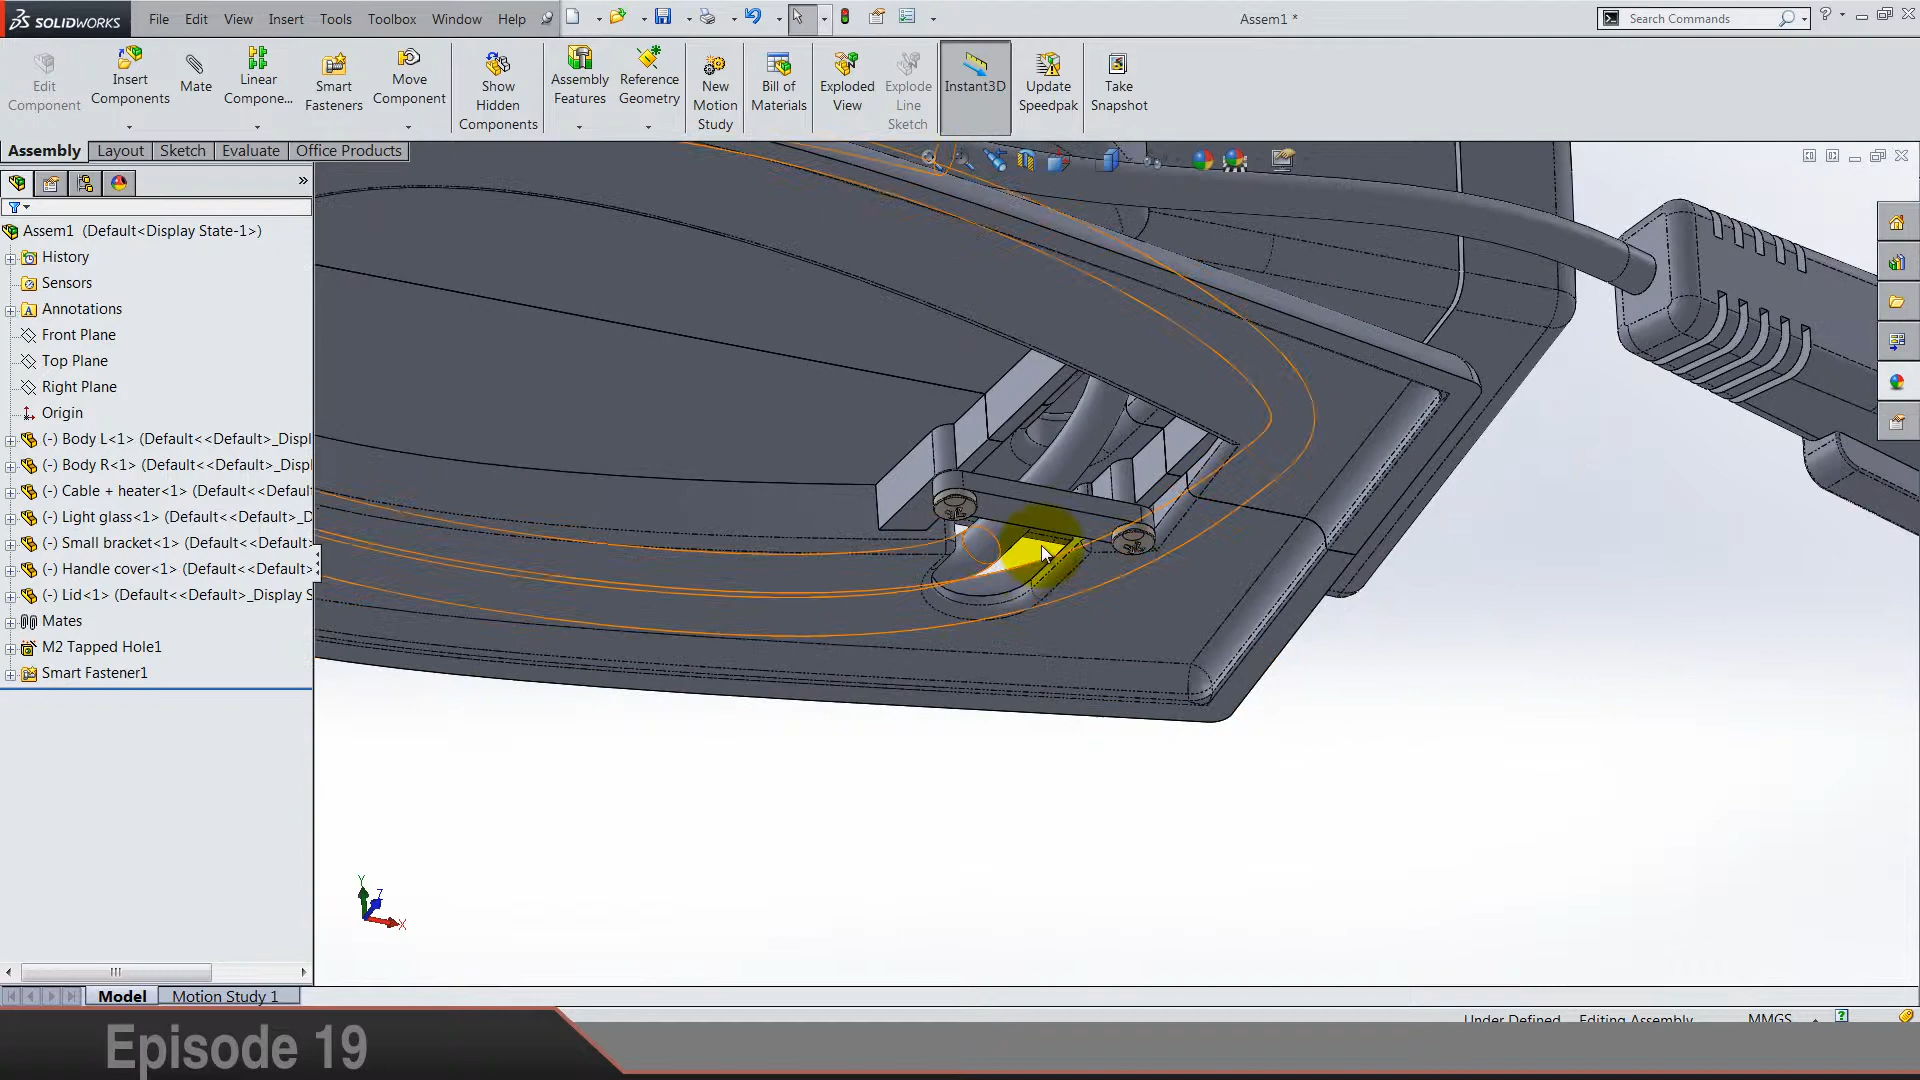 SOLIDWORKS File Edit View Insert Tools Toolbox Window Help Assem1 * Search Commands
Edit Component
Insert Components
Mate
Linear Compone...
Smart Fasteners
Move Component
Show Hidden Components
Assembly Features
Reference Geometry
New Motion Study
Bill of Materials
Exploded View
Explode Line Sketch
Instant3D
Update Speedpak
Take Snapshot
Assembly Layout Sketch Evaluate Office Products
Assem1 (Default<Display State-1>)
History
Sensors
Annotations
Front Plane
Top Plane
Right Plane
Origin
(-) Body L<1> (Default<<Default>_Displ
(-) Body R<1> (Default<<Default>_Disp
(-) Cable + heater<1> (Default<<Defaul
(-) Light glass<1> (Default<<Default>_D
(-) Small bracket<1> (Default<<Default
(-) Handle cover<1> (Default<<Default>
(-) Lid<1> (Default<<Default>_Display S
Mates
M2 Tapped Hole1
Smart Fastener1
Y
Z
X
Model Motion Study 1
Under Defined Editing Assembly MMGS
Episode 19